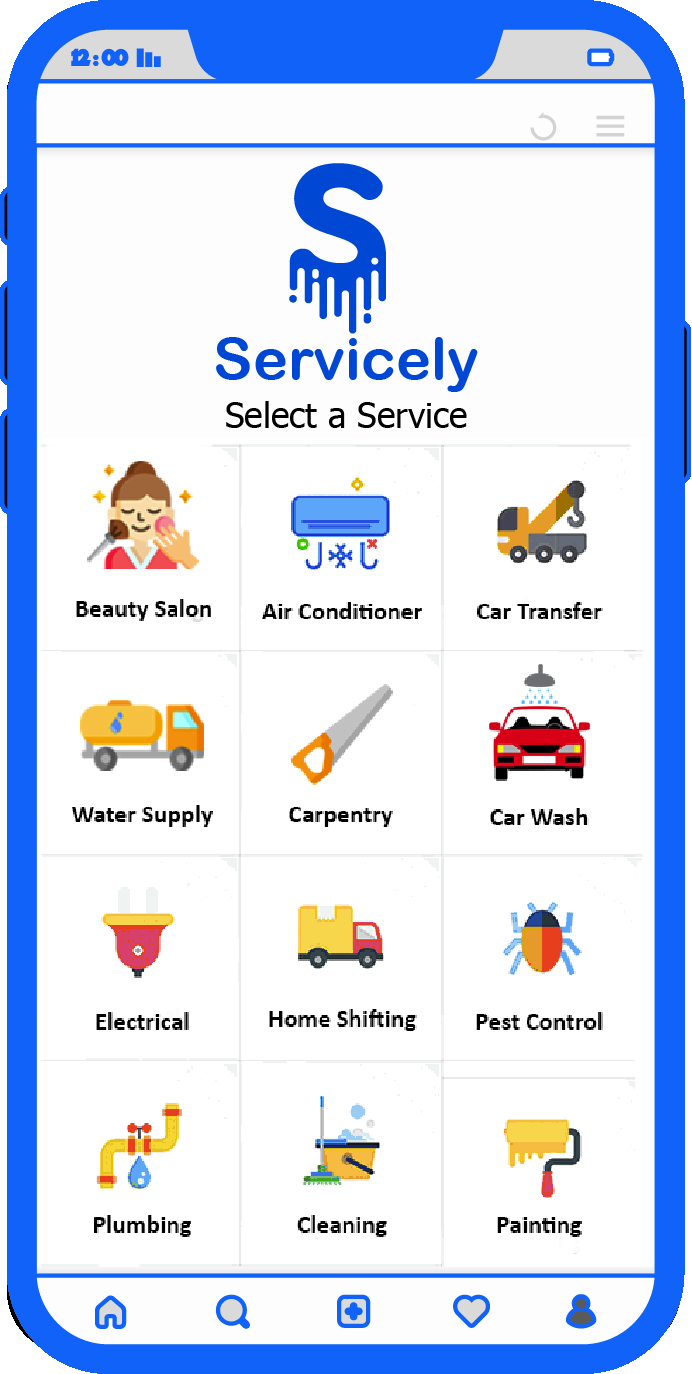 12:00
S
Servicely
Select a Service
Beauty Salon
Air Conditioner
Car Transfer
Water Supply
Carpentry
Car Wash
Electrical
Home Shifting
Pest Control
Plumbing
Cleaning
Painting